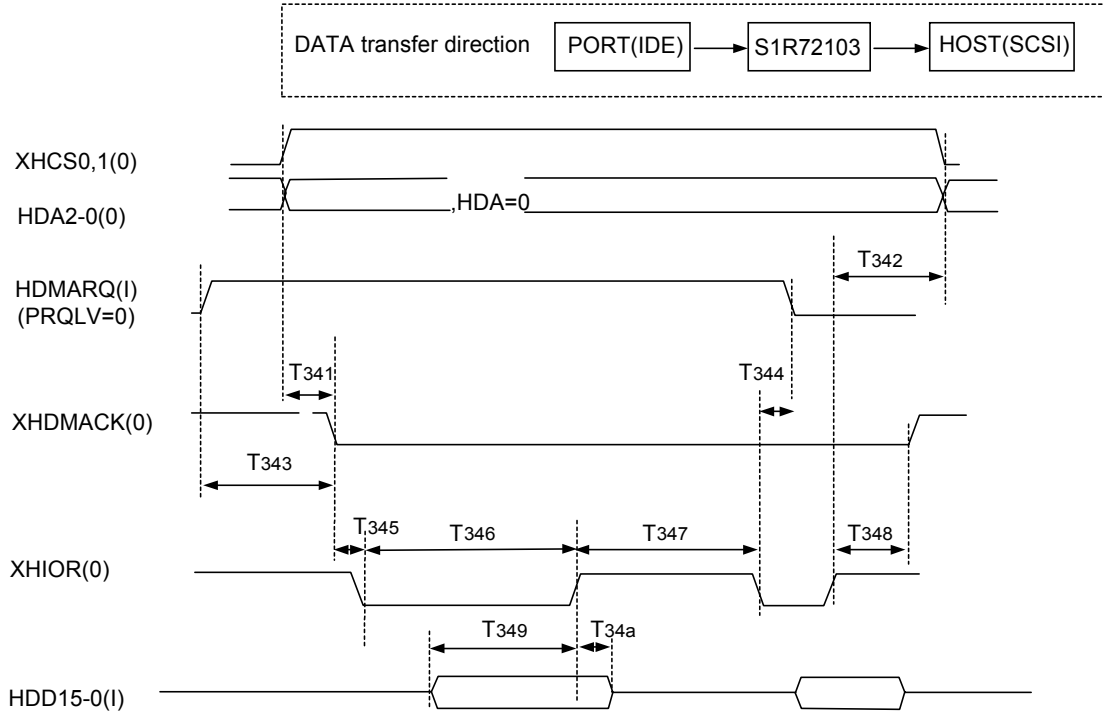 DATA transfer direction PORT(IDE) S1R72103 HOST(SCSI)
XHCS0,1(0)
HDA2-0(0)
,HDA=0
T342
HDMARQ(I)
(PRQLV=0)
T341
T344
XHDMACK(0)
T343
T345
T346
T347
T348
XHIOR(0)
T349
T34a
HDD15-0(I)